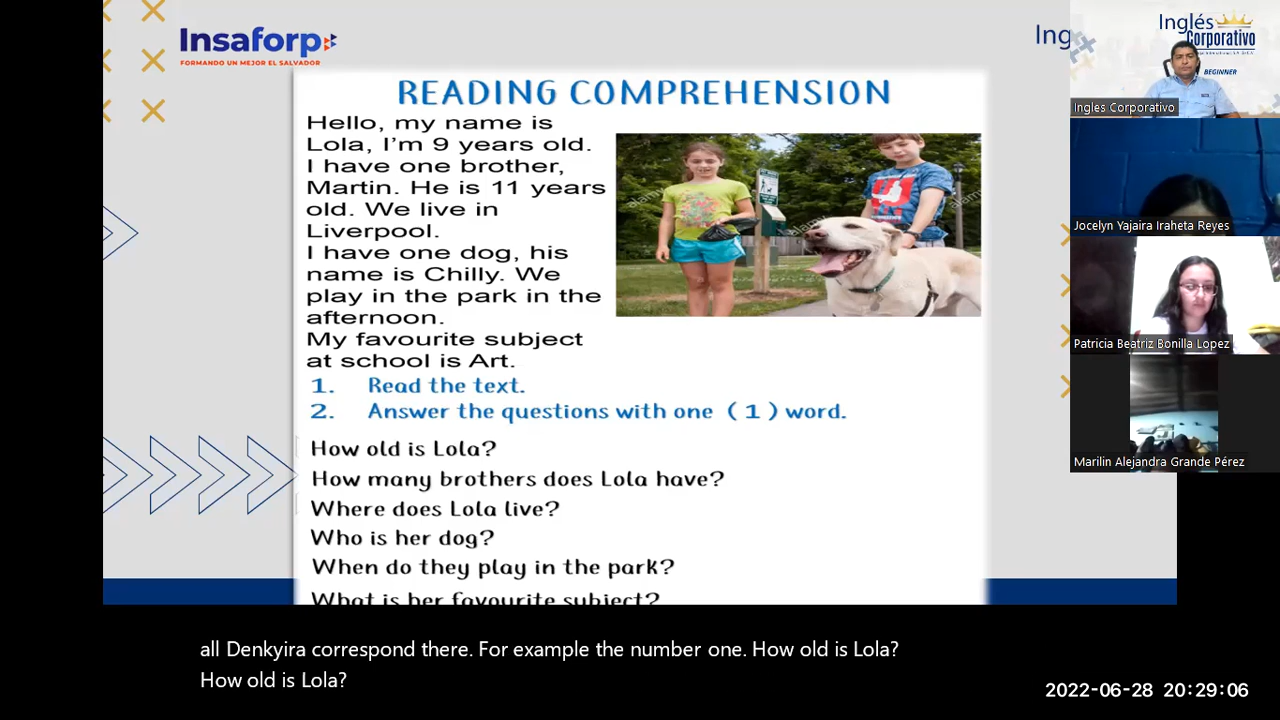 Insaforp
FORMANDO UN MEJOR EL SALVADOR
Ing
Inglés
Corporativo
BEGINNER
Ingles Corporativo
READING COMPREHENSION
Hello, my name is
Lola, I'm 9 years old.
I have one brother,
Martin. He is 11 years
old. We live in
Liverpool.
I have one dog, his
name is Chilly. We
play in the park in the
afternoon.
My favourite subject
at school is Art.
alamy
alamy
alamy
1. Read the text.
2. Answer the questions with one ( 1 ) word.
How old is Lola?
How many brothers does Lola have?
Where does Lola live?
Who is her dog?
When do they play in the park?
What is her favourite subject?
Jocelyn Yajaira Iraheta Reyes
Patricia Beatriz Bonilla Lopez
Marilin Alejandra Grande Pérez
all Denkyira correspond there. For example the number one. How old is Lola?
How old is Lola?
2022-06-28 20:29:06